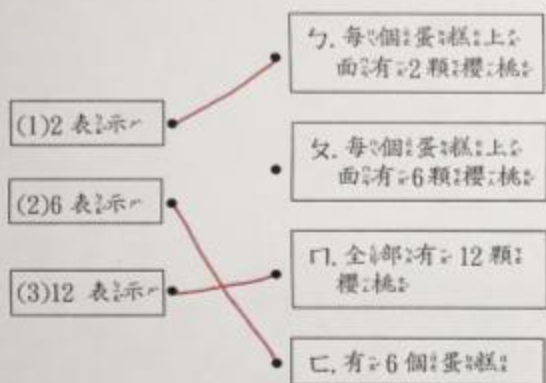 ㄅ. 每個蛋糕上
面有 2 顆櫻桃
(1)2 表示
ㄆ. 每個蛋糕上
面有 6 顆櫻桃
(2)6 表示
ㄇ. 全部有 12 顆
櫻桃
(3)12 表示
ㄈ. 有 6 個蛋糕